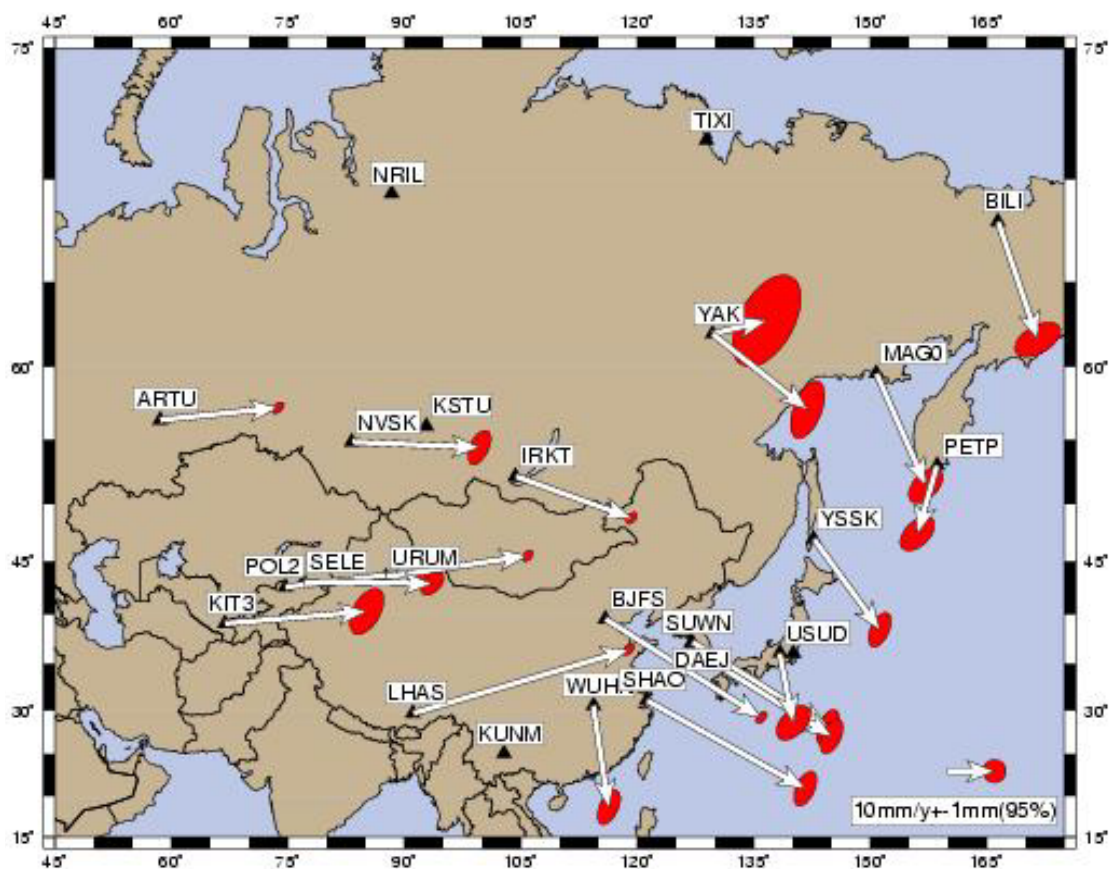 45° 60° 75° 90° 105° 120° 135° 150° 165°
75° 75°
TIXI
NRIL
BILI
YAK
60° 60°
MAG0
ARTU
KSTU
NVSK
PETP
IRKT
YSSK
45° 45°
URUM
SELE
POL2
KIT3
BJFS
SUWN
USUD
DAEJ
SHAO
LHAS
30° 30°
KUNM
10mm/y+-1mm(95%)
15° 15°
45° 60° 75° 90° 105° 120° 135° 150° 165°